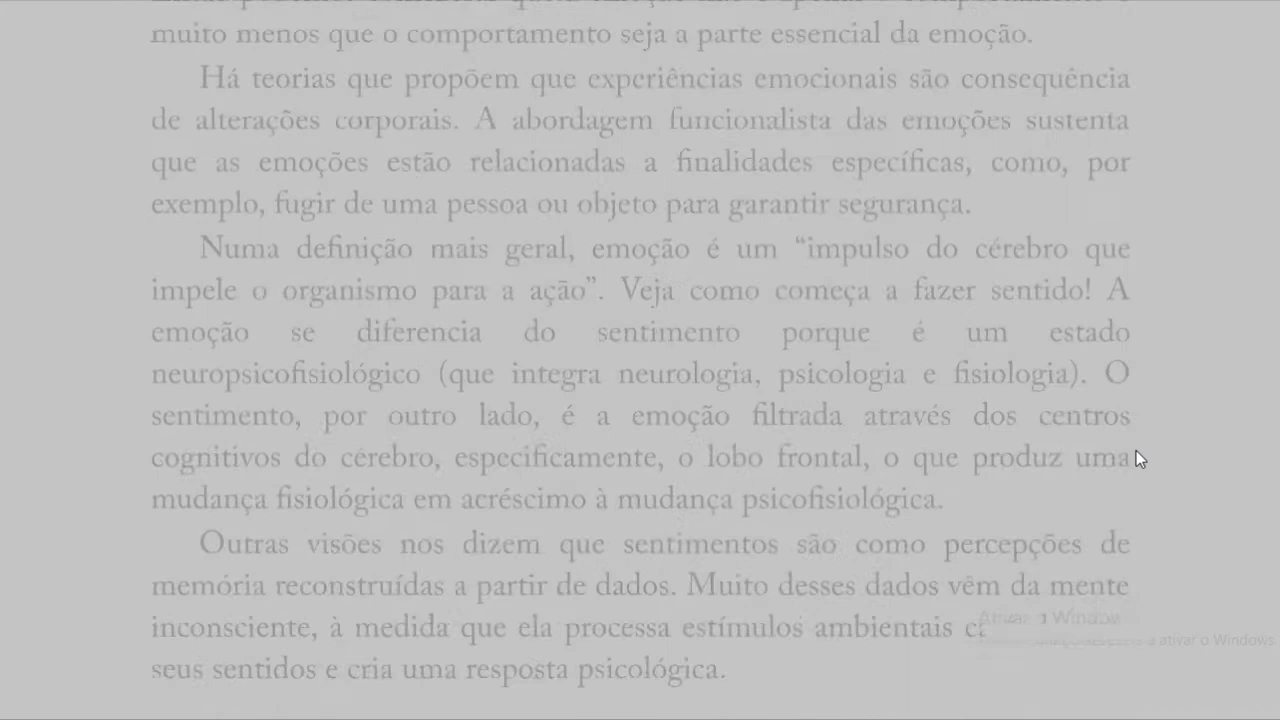 muito menos que o comportamento seja a parte essencial da emoção.
Há teorias que propõem que experiências emocionais são consequência
de alterações corporais. A abordagem funcionalista das emoções sustenta
que as emoções estão relacionadas a finalidades específicas, como, por
exemplo, fugir de uma pessoa ou objeto para garantir segurança.
Numa definição mais geral, emoção é um “impulso do cérebro que
impele o organismo para a ação”. Veja como começa a fazer sentido! A
emoção se diferencia do sentimento porque é um estado
neuropsicofisiológico (que integra neurologia, psicologia e fisiologia). O
sentimento, por outro lado, é a emoção filtrada através dos centros
cognitivos do cérebro, especificamente, o lobo frontal, o que produz uma
mudança fisiológica em acréscimo à mudança psicofisiológica.
Outras visões nos dizem que sentimentos são como percepções de
memória reconstruídas a partir de dados. Muito desses dados vêm da mente
inconsciente, à medida que ela processa estímulos ambientais
Ativar o Windows
a ativar o Windows.
seus sentidos e cria uma resposta psicológica.